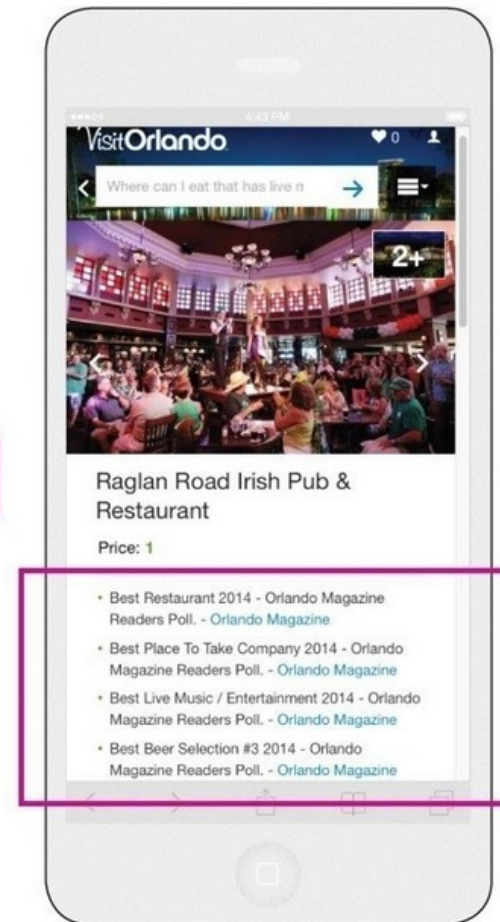 4:43 PM
VisitOrlando
0
Where can I eat that has live n
2+
Raglan Road Irish Pub &
Restaurant
Price: 1
• Best Restaurant 2014 - Orlando Magazine
Readers Poll. - Orlando Magazine
• Best Place To Take Company 2014 - Orlando
Magazine Readers Poll. - Orlando Magazine
• Best Live Music / Entertainment 2014 - Orlando
Magazine Readers Poll. - Orlando Magazine
• Best Beer Selection #3 2014 - Orlando
Magazine Readers Poll. - Orlando Magazine